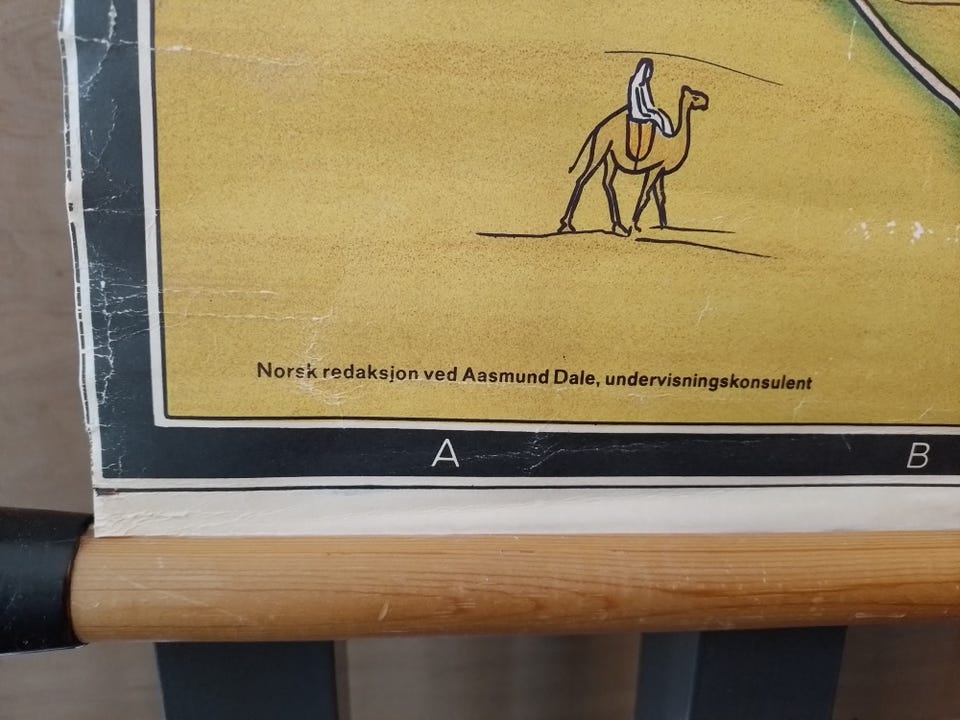 Norsk redaksjon ved Aasmund Dale, undervisningskonsulent
A B